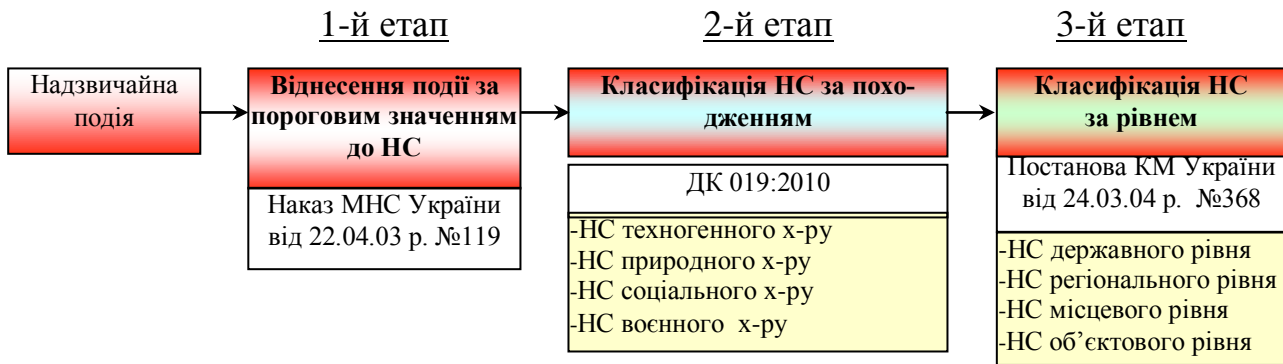 1-й етап
2-й етап
3-й етап
Надзвичайна
подія
Віднесення події за
пороговим значенням
до НС
Наказ МНС України
від 22.04.03 р. №119
Класифікація НС за похо-
дженням
ДК 019:2010
-НС техногенного х-ру
-НС природного х-ру
-НС соціального х-ру
-НС воєнного х-ру
Класифікація НС
за рівнем
Постанова КМ України
від 24.03.04 р. №368
-НС державного рівня
-НС регіонального рівня
-НС місцевого рівня
-НС об’єктового рівня